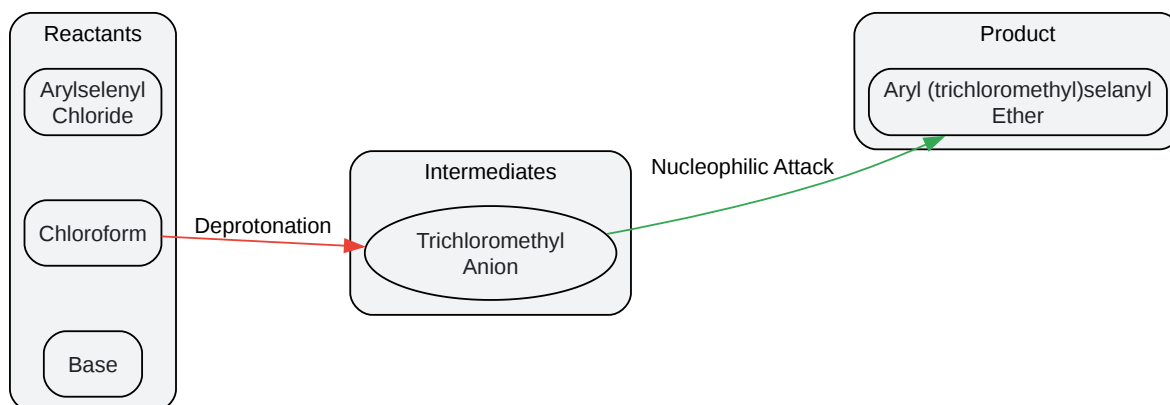 Reactants
Arylselenyl
Chloride
Chloroform
Base
Deprotonation
Intermediates
Trichloromethyl
Anion
Nucleophilic Attack
Product
Aryl (trichloromethyl)selanyl
Ether